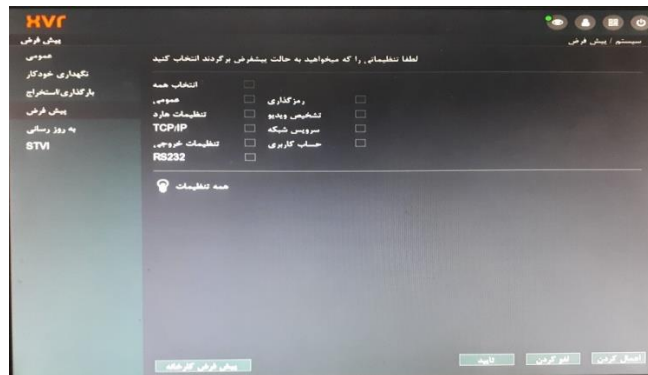 XVR
پیش فرض
سیستم / پیش فرض
عمومی
نگهداری خودکار
بارگذاری/استخراج
پیش فرض
به روز رسانی
STVI
لطفا تنظیماتی را که میخواهید به حالت پیشفرض برگردند انتخاب کنید
انتخاب همه
عمومی رمزگذاری
تنظیمات هارد تشخیص ویدیو
TCP/IP سرویس شبکه
تنظیمات خروجی حساب کاربری
RS232
همه تنظیمات
پیش فرض کارخانه
تایید لغو کردن اعمال کردن